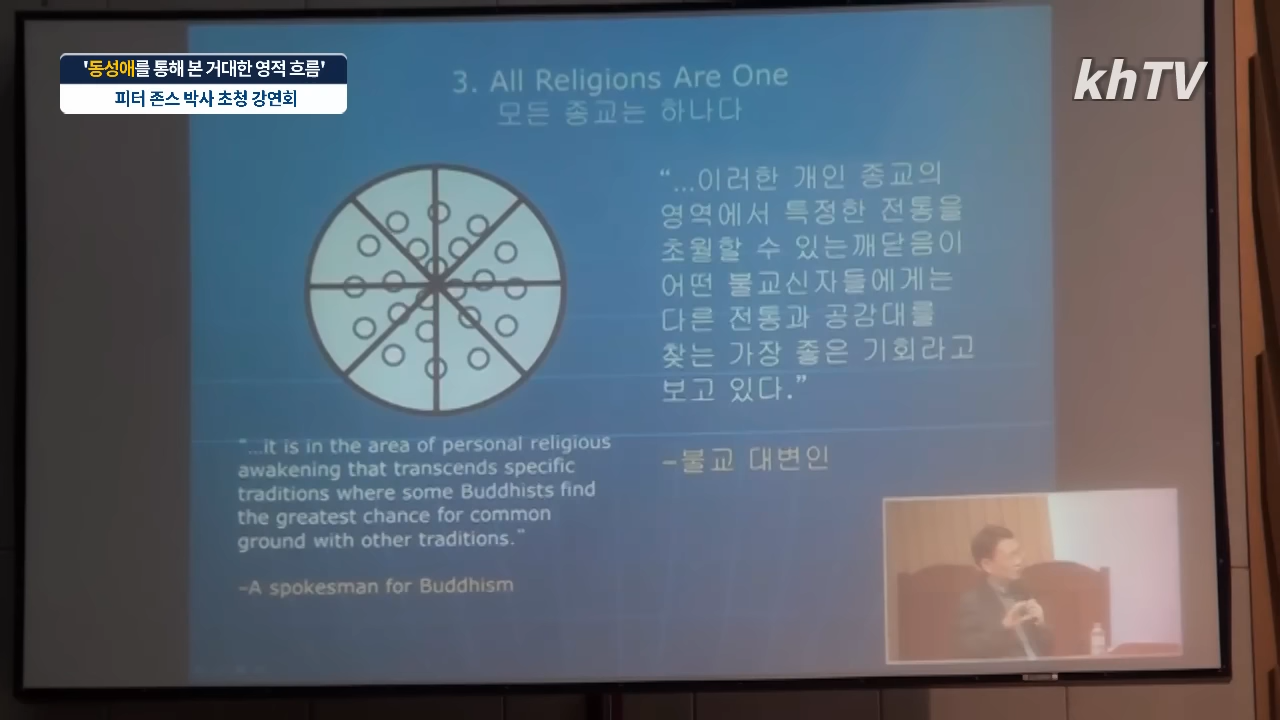 '동성애를 통해 본 거대한 영적 흐름'
피터 존스 박사 초청 강연회
khTV
3. All Religions Are One
모든 종교는 하나다
“...이러한 개인 종교의
영역에서 특정한 전통을
초월할 수 있는깨닫음이
어떤 불교신자들에게는
다른 전통과 공감대를
찾는 가장 좋은 기회라고
보고 있다.”
–불교 대변인
“...it is in the area of personal religious
awakening that transcends specific
traditions where some Buddhists find
the greatest chance for common
ground with other traditions.”
–A spokesman for Buddhism